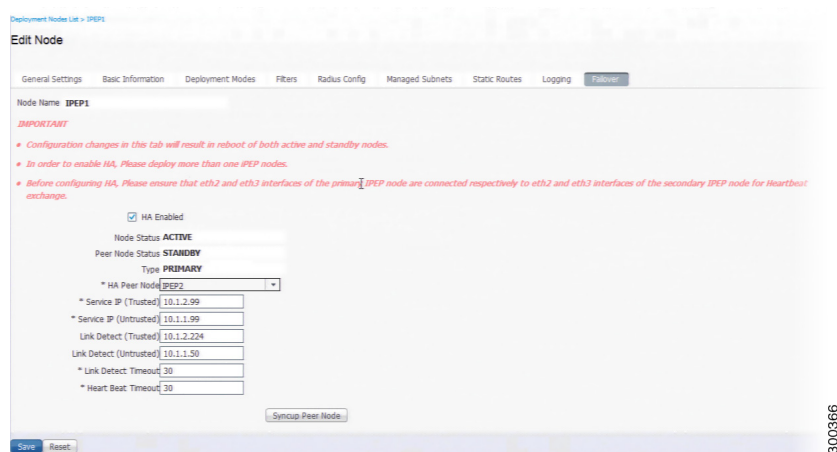 Deployment Nodes List > IPEP1
Edit Node
General Settings Basic Information Deployment Modes Filters Radius Config Managed Subnets Static Routes Logging Failover
Node Name IPEP1
IMPORTANT
• Configuration changes in this tab will result in reboot of both active and standby nodes.
• In order to enable HA, Please deploy more than one iPEP nodes.
• Before configuring HA, Please ensure that eth2 and eth3 interfaces of the primary IPEP node are connected respectively to eth2 and eth3 interfaces of the secondary IPEP node for Heartbeat
exchange.
HA Enabled
Node Status ACTIVE
Peer Node Status STANDBY
Type PRIMARY
* HA Peer Node IPEP2
* Service IP (Trusted) 10.1.2.99
* Service IP (Untrusted) 10.1.1.99
Link Detect (Trusted) 10.1.2.224
Link Detect (Untrusted) 10.1.1.50
* Link Detect Timeout 30
* Heart Beat Timeout 30
Syncup Peer Node
Save Reset
300366